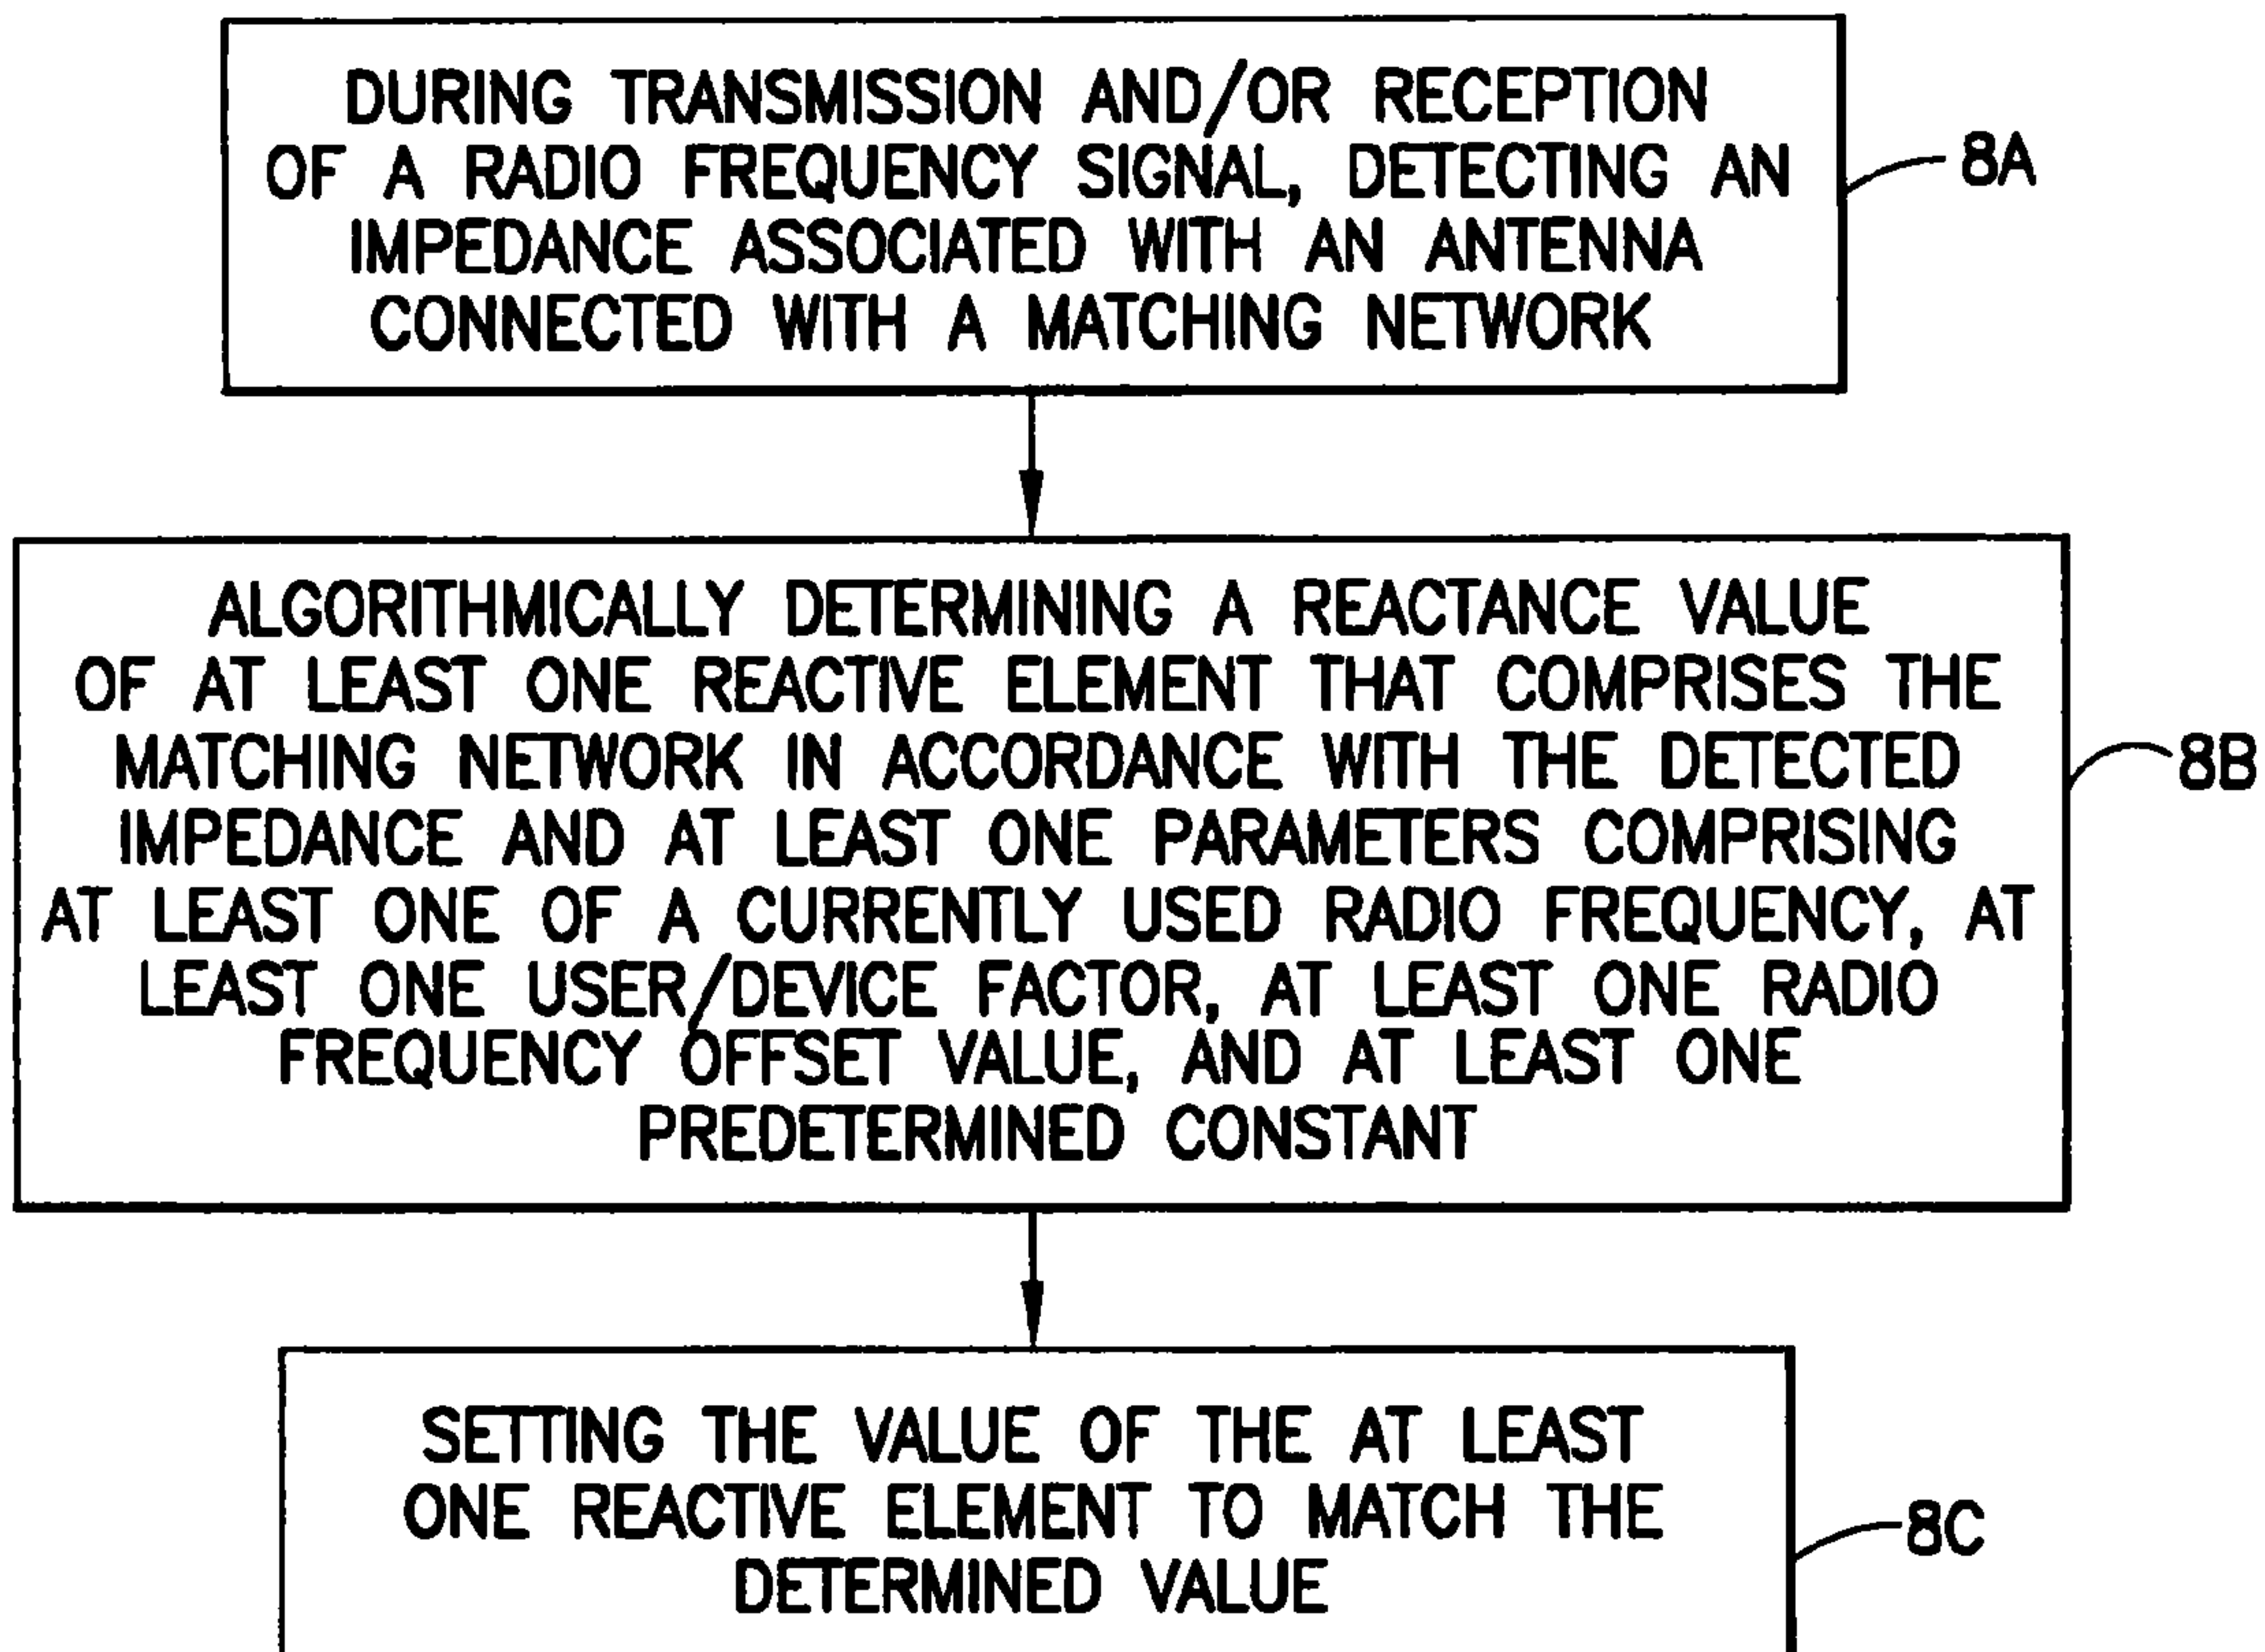 DURING TRANSMISSION AND/OR RECEPTION
OF A RADIO FREQUENCY SIGNAL, DETECTING AN
IMPEDANCE ASSOCIATED WITH AN ANTENNA
CONNECTED WITH A MATCHING NETWORK
8A
ALGORITHMICALLY DETERMINING A REACTANCE VALUE
OF AT LEAST ONE REACTIVE ELEMENT THAT COMPRISES THE
MATCHING NETWORK IN ACCORDANCE WITH THE DETECTED
IMPEDANCE AND AT LEAST ONE PARAMETERS COMPRISING
AT LEAST ONE OF A CURRENTLY USED RADIO FREQUENCY, AT
LEAST ONE USER/DEVICE FACTOR, AT LEAST ONE RADIO
FREQUENCY OFFSET VALUE, AND AT LEAST ONE
PREDETERMINED CONSTANT
8B
SETTING THE VALUE OF THE AT LEAST
ONE REACTIVE ELEMENT TO MATCH THE
DETERMINED VALUE
8C